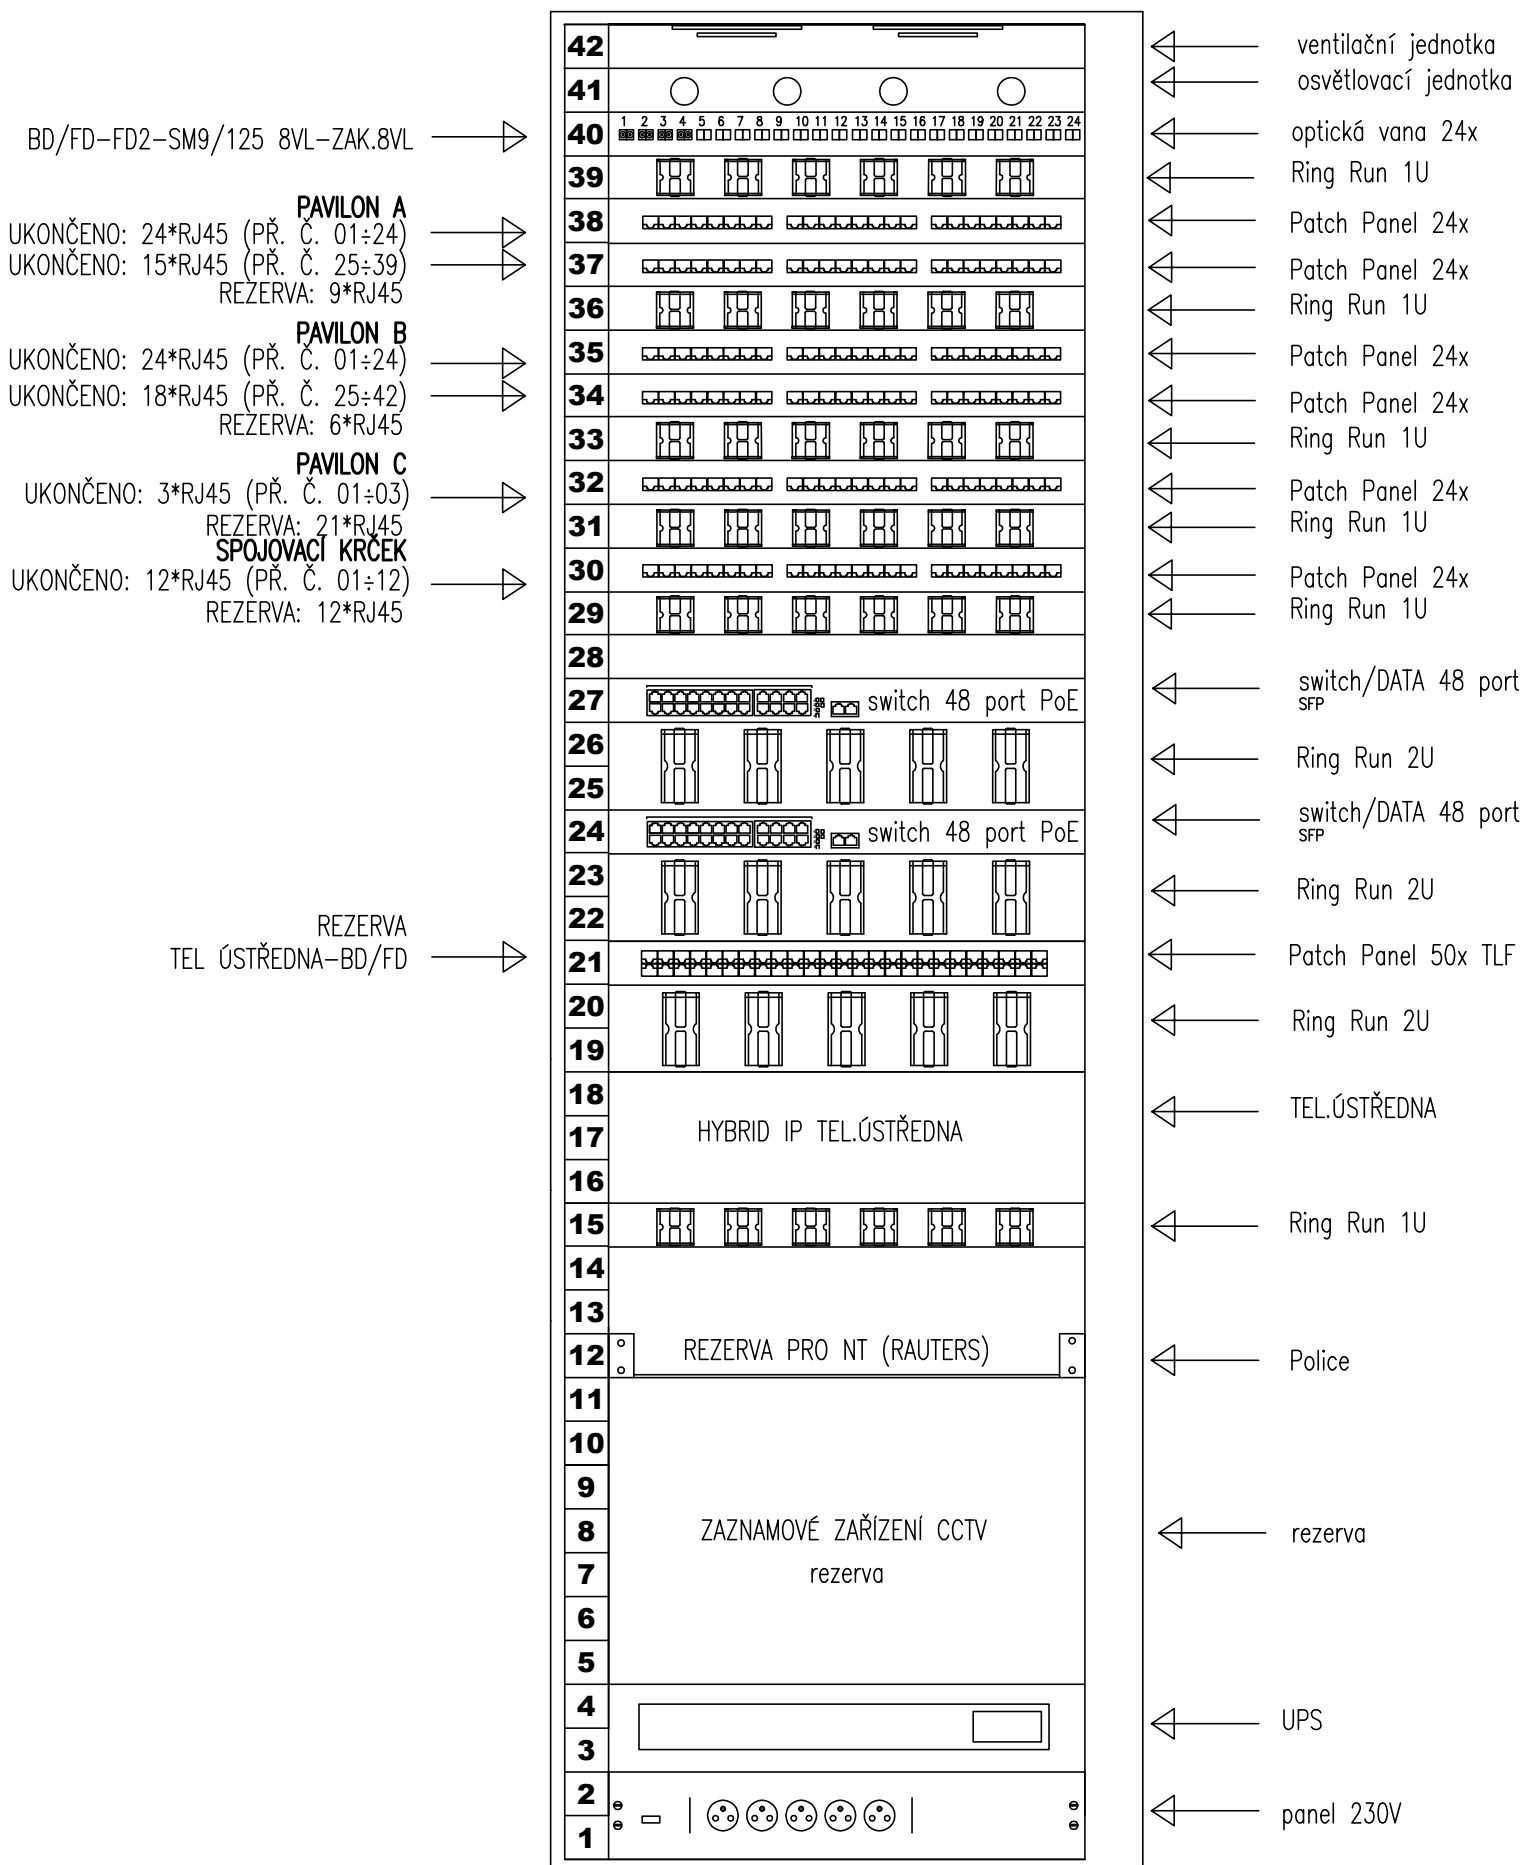 42
ventilační jednotka
41
osvětlovací jednotka
BD/FD-FD2-SM9/125 8VL-ZAK.8VL
40
1 2 3 4 5 6 7 8 9 10 11 12 13 14 15 16 17 18 19 20 21 22 23 24
optická vana 24x
39
Ring Run 1U
PAVILON A
UKONČENO: 24*RJ45 (PŘ. Č. 01÷24)
38
Patch Panel 24x
UKONČENO: 15*RJ45 (PŘ. Č. 25÷39)
37
Patch Panel 24x
REZERVA: 9*RJ45
36
Ring Run 1U
PAVILON B
UKONČENO: 24*RJ45 (PŘ. Č. 01÷24)
35
Patch Panel 24x
UKONČENO: 18*RJ45 (PŘ. Č. 25÷42)
34
Patch Panel 24x
REZERVA: 6*RJ45
33
Ring Run 1U
PAVILON C
UKONČENO: 3*RJ45 (PŘ. Č. 01÷03)
32
Patch Panel 24x
REZERVA: 21*RJ45
31
Ring Run 1U
SPOJOVACÍ KRČEK
UKONČENO: 12*RJ45 (PŘ. Č. 01÷12)
30
Patch Panel 24x
REZERVA: 12*RJ45
29
Ring Run 1U
28
27
switch 48 port PoE
switch/DATA 48 port
SFP
26
Ring Run 2U
25
24
switch 48 port PoE
switch/DATA 48 port
SFP
23
Ring Run 2U
22
REZERVA
TEL ÚSTŘEDNA-BD/FD
21
Patch Panel 50x TLF
20
Ring Run 2U
19
18
TEL.ÚSTŘEDNA
17
HYBRID IP TEL.ÚSTŘEDNA
16
15
Ring Run 1U
14
13
12
REZERVA PRO NT (RAUTERS)
Police
11
10
9
8
ZAZNAMOVÉ ZAŘÍZENÍ CCTV
rezerva
7
rezerva
6
5
4
UPS
3
2
panel 230V
1